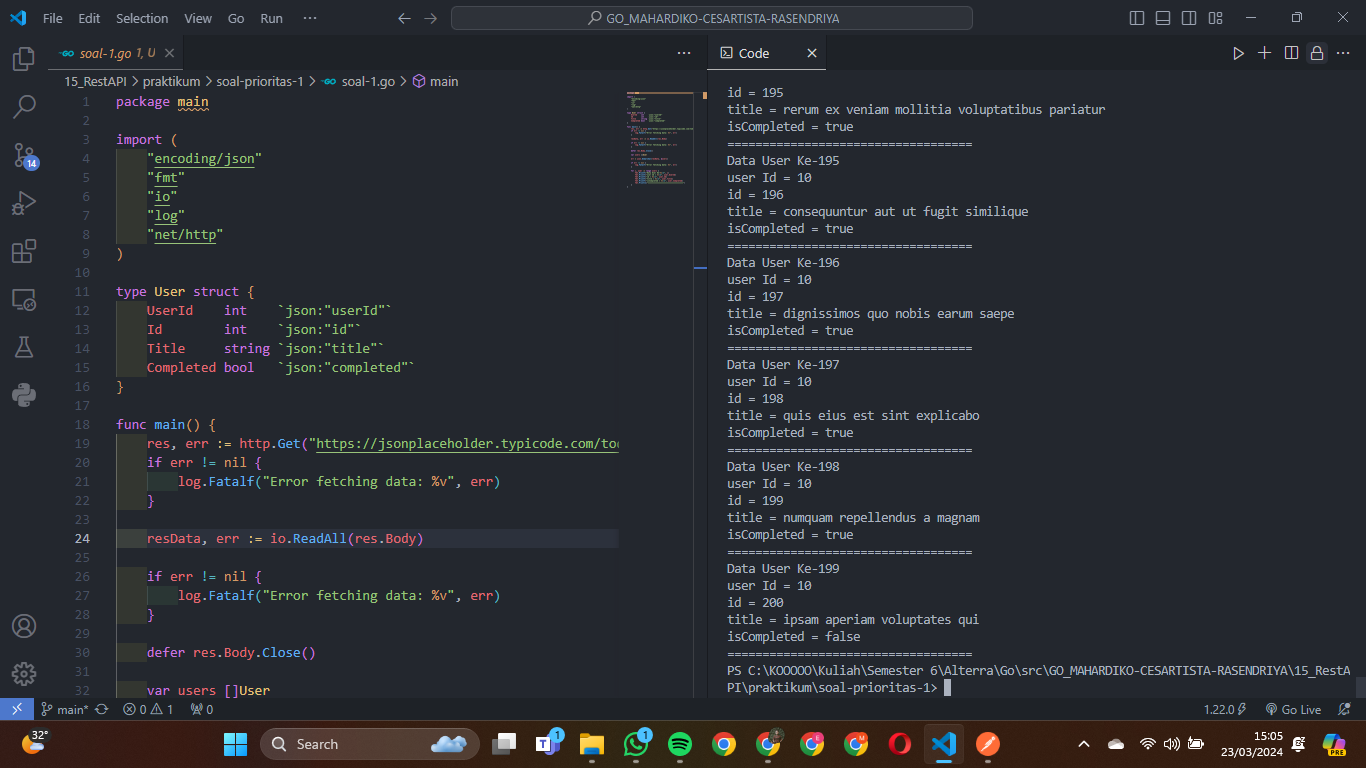 File Edit Selection View Go Run ···
GO_MAHARDIKO-CESARTISTA-RASENDRIYA
soal-1.go 1, U
15_RestAPI > praktikum > soal-prioritas-1 > soal-1.go > main
1 package main
2
3 import (
4 "encoding/json"
5 "fmt"
6 "io"
7 "log"
8 "net/http"
9 )
10
11 type User struct {
12 UserId int `json:"userId"`
13 Id int `json:"id"`
14 Title string `json:"title"`
15 Completed bool `json:"completed"`
16 }
17
18 func main() {
19 res, err := http.Get("https://jsonplaceholder.typicode.com/to
20 if err != nil {
21 log.Fatalf("Error fetching data: %v", err)
22 }
23
24 resData, err := io.ReadAll(res.Body)
25
26 if err != nil {
27 log.Fatalf("Error fetching data: %v", err)
28 }
29
30 defer res.Body.Close()
31
32 var users []User
Code
id = 195
title = rerum ex veniam mollitia voluptatibus pariatur
isCompleted = true
===================================
Data User Ke-195
user Id = 10
id = 196
title = consequuntur aut ut fugit similique
isCompleted = true
===================================
Data User Ke-196
user Id = 10
id = 197
title = dignissimos quo nobis earum saepe
isCompleted = true
===================================
Data User Ke-197
user Id = 10
id = 198
title = quis eius est sint explicabo
isCompleted = true
===================================
Data User Ke-198
user Id = 10
id = 199
title = numquam repellendus a magnam
isCompleted = true
===================================
Data User Ke-199
user Id = 10
id = 200
title = ipsam aperiam voluptates qui
isCompleted = false
===================================
PS C:\KOOOOO\Kuliah\Semester 6\Alterra\Go\src\GO_MAHARDIKO-CESARTISTA-RASENDRIYA\15_RestA
PI\praktikum\soal-prioritas-1>
14
main* 0 1 0
1.22.0 Go Live
32°
Search
1
1
15:05
23/03/2024
PRE